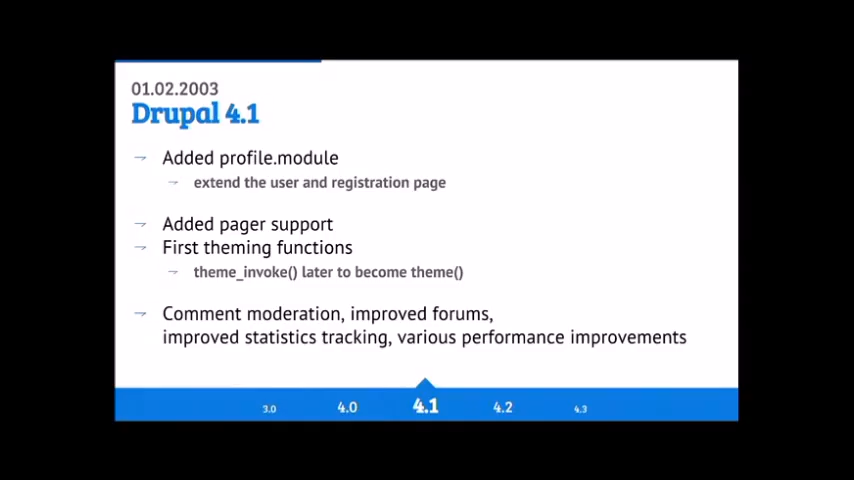 01.02.2003
Drupal 4.1
→ Added profile.module
→ extend the user and registration page
→ Added pager support
→ First theming functions
→ theme_invoke() later to become theme()
→ Comment moderation, improved forums,
improved statistics tracking, various performance improvements
3.0 4.0 4.1 4.2 4.3